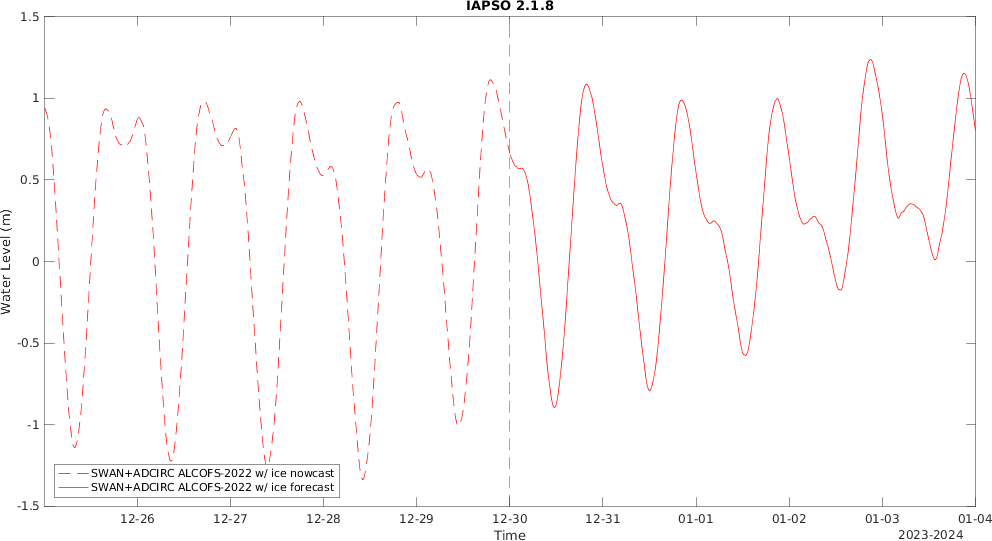 IAPSO 2.1.8
1.5
1
0.5
0
-0.5
-1
-1.5
Water Level (m)
SWAN+ADCIRC ALCOFS-2022 w/ ice nowcast
SWAN+ADCIRC ALCOFS-2022 w/ ice forecast
12-26 12-27 12-28 12-29 12-30 12-31 01-01 01-02 01-03 01-04
Time
2023-2024